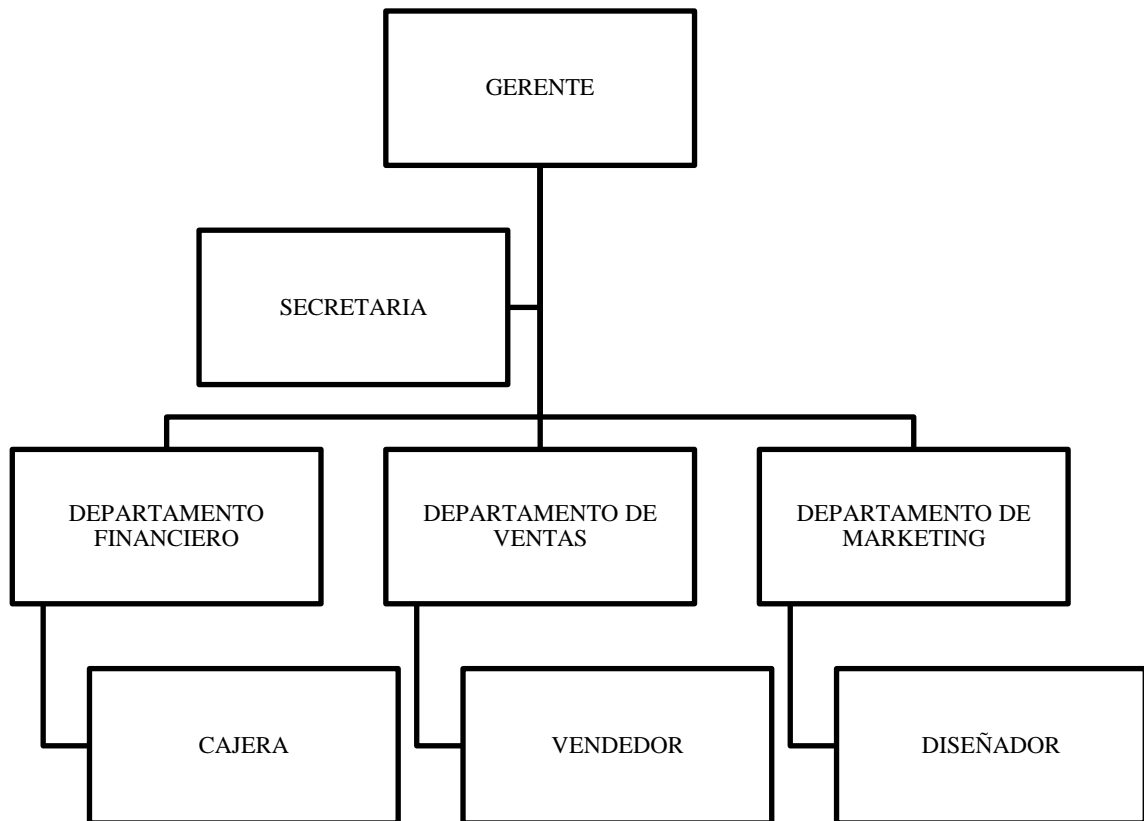 GERENTE
SECRETARIA
DEPARTAMENTO
FINANCIERO
DEPARTAMENTO DE
VENTAS
DEPARTAMENTO DE
MARKETING
CAJERA
VENDEDOR
DISEÑADOR